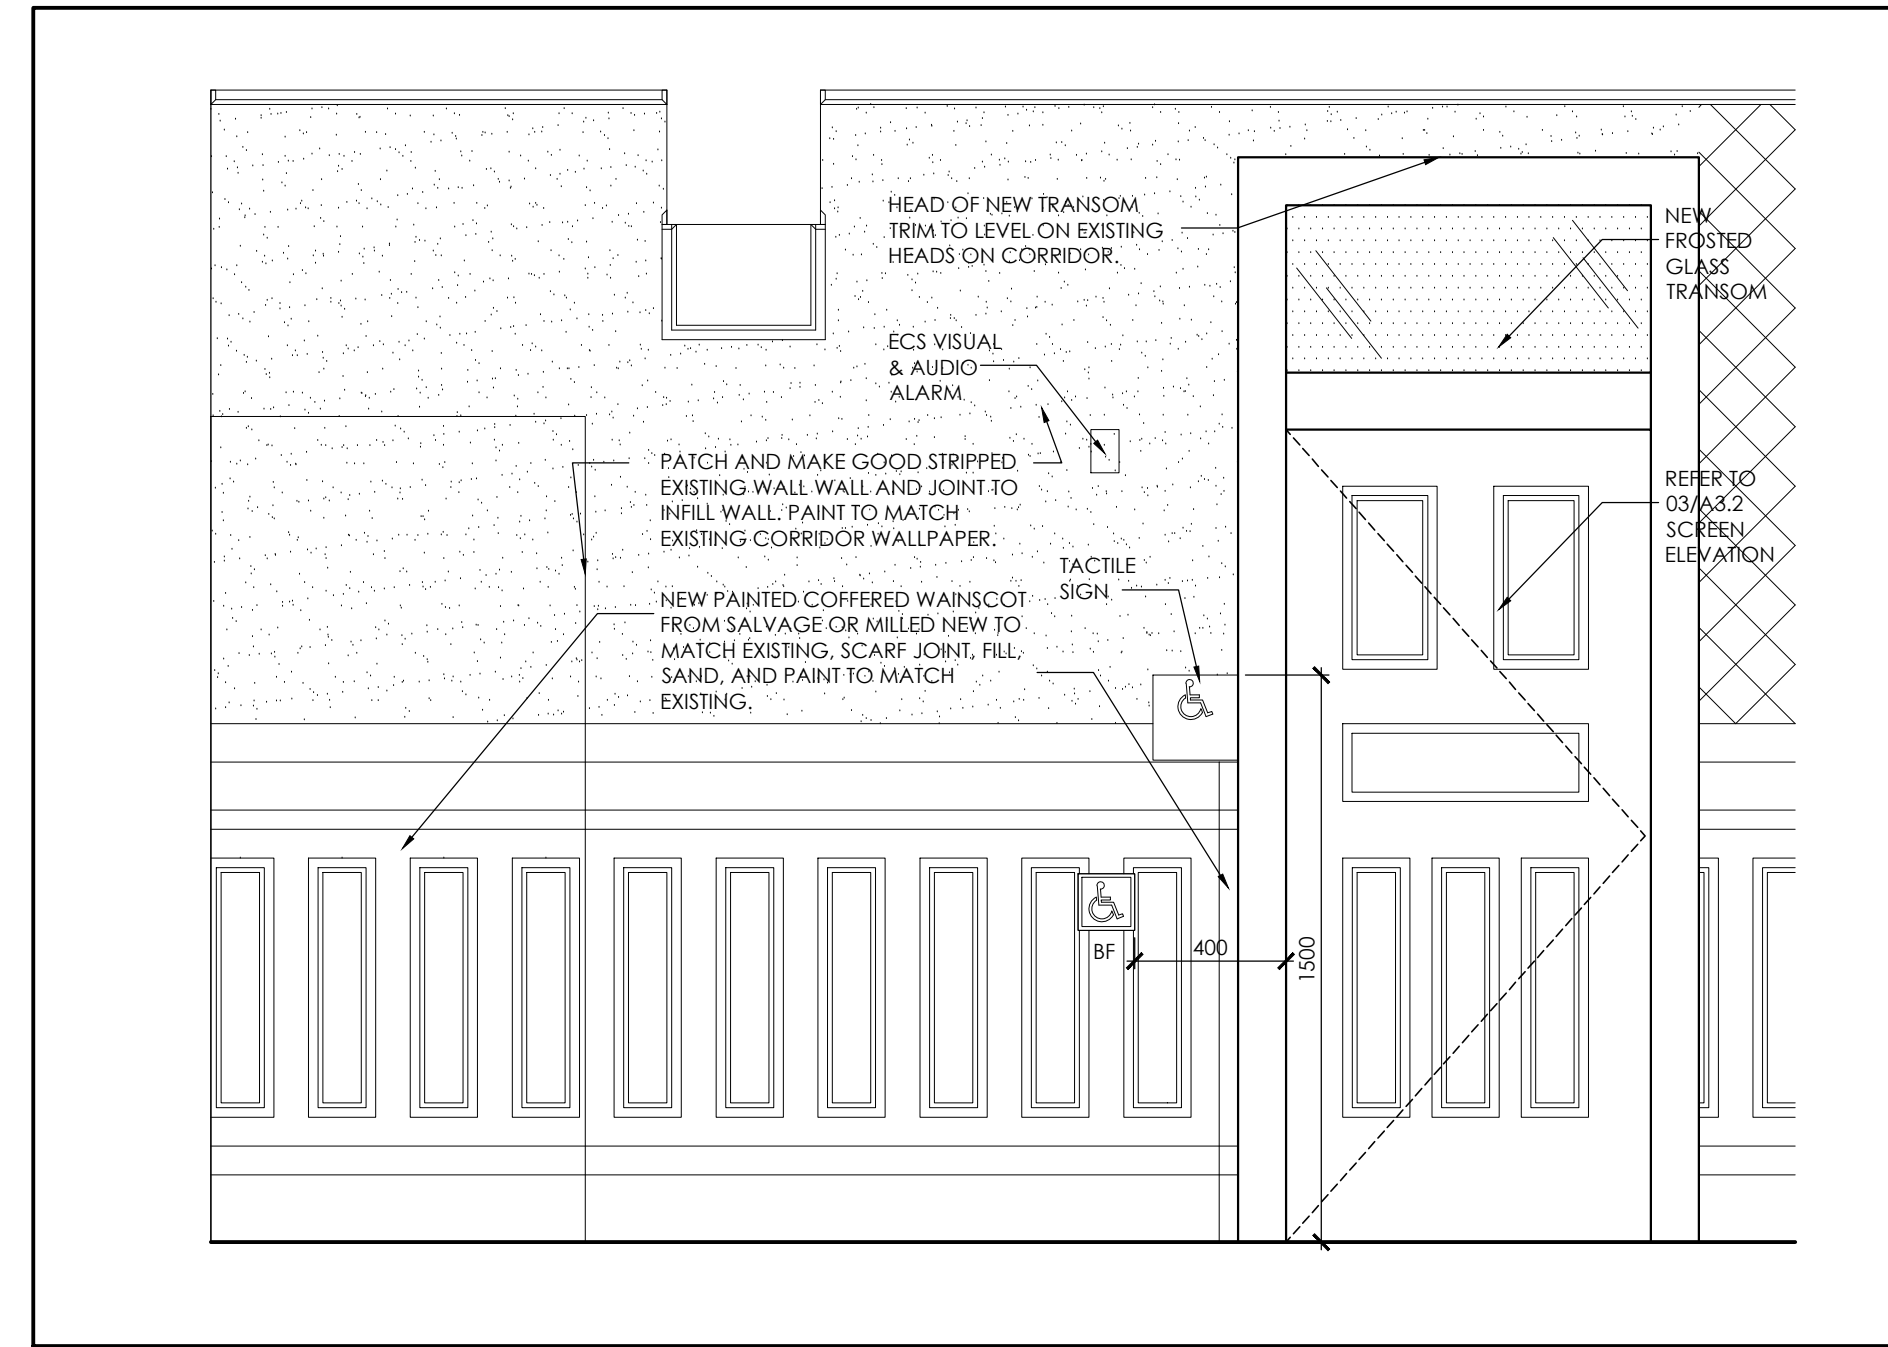 HEAD OF NEW TRANSOM
TRIM TO LEVEL ON EXISTING
HEADS ON CORRIDOR.
NEW
FROSTED
GLASS
TRANSOM
ECS VISUAL
& AUDIO
ALARM
PATCH AND MAKE GOOD STRIPPED
EXISTING WALL WALL AND JOINT TO
INFILL WALL. PAINT TO MATCH
EXISTING CORRIDOR WALLPAPER.
REFER TO
03/A3.2
SCREEN
ELEVATION
TACTILE
SIGN
NEW PAINTED COFFERED WAINSCOT
FROM SALVAGE OR MILLED NEW TO
MATCH EXISTING, SCARF JOINT, FILL,
SAND, AND PAINT TO MATCH
EXISTING.
BF
400
1500